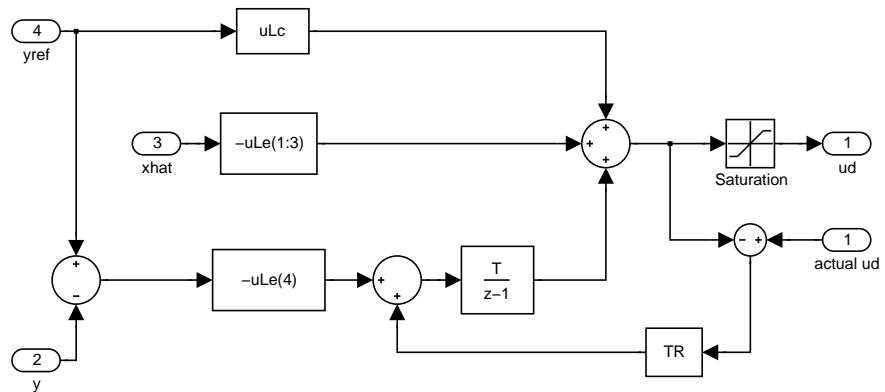 4
yref
uLc
3
xhat
−uLe(1:3)
+
+
+
Saturation
1
ud
+
−
−uLe(4)
+
+
T
z−1
−
+
1
actual ud
TR
2
y